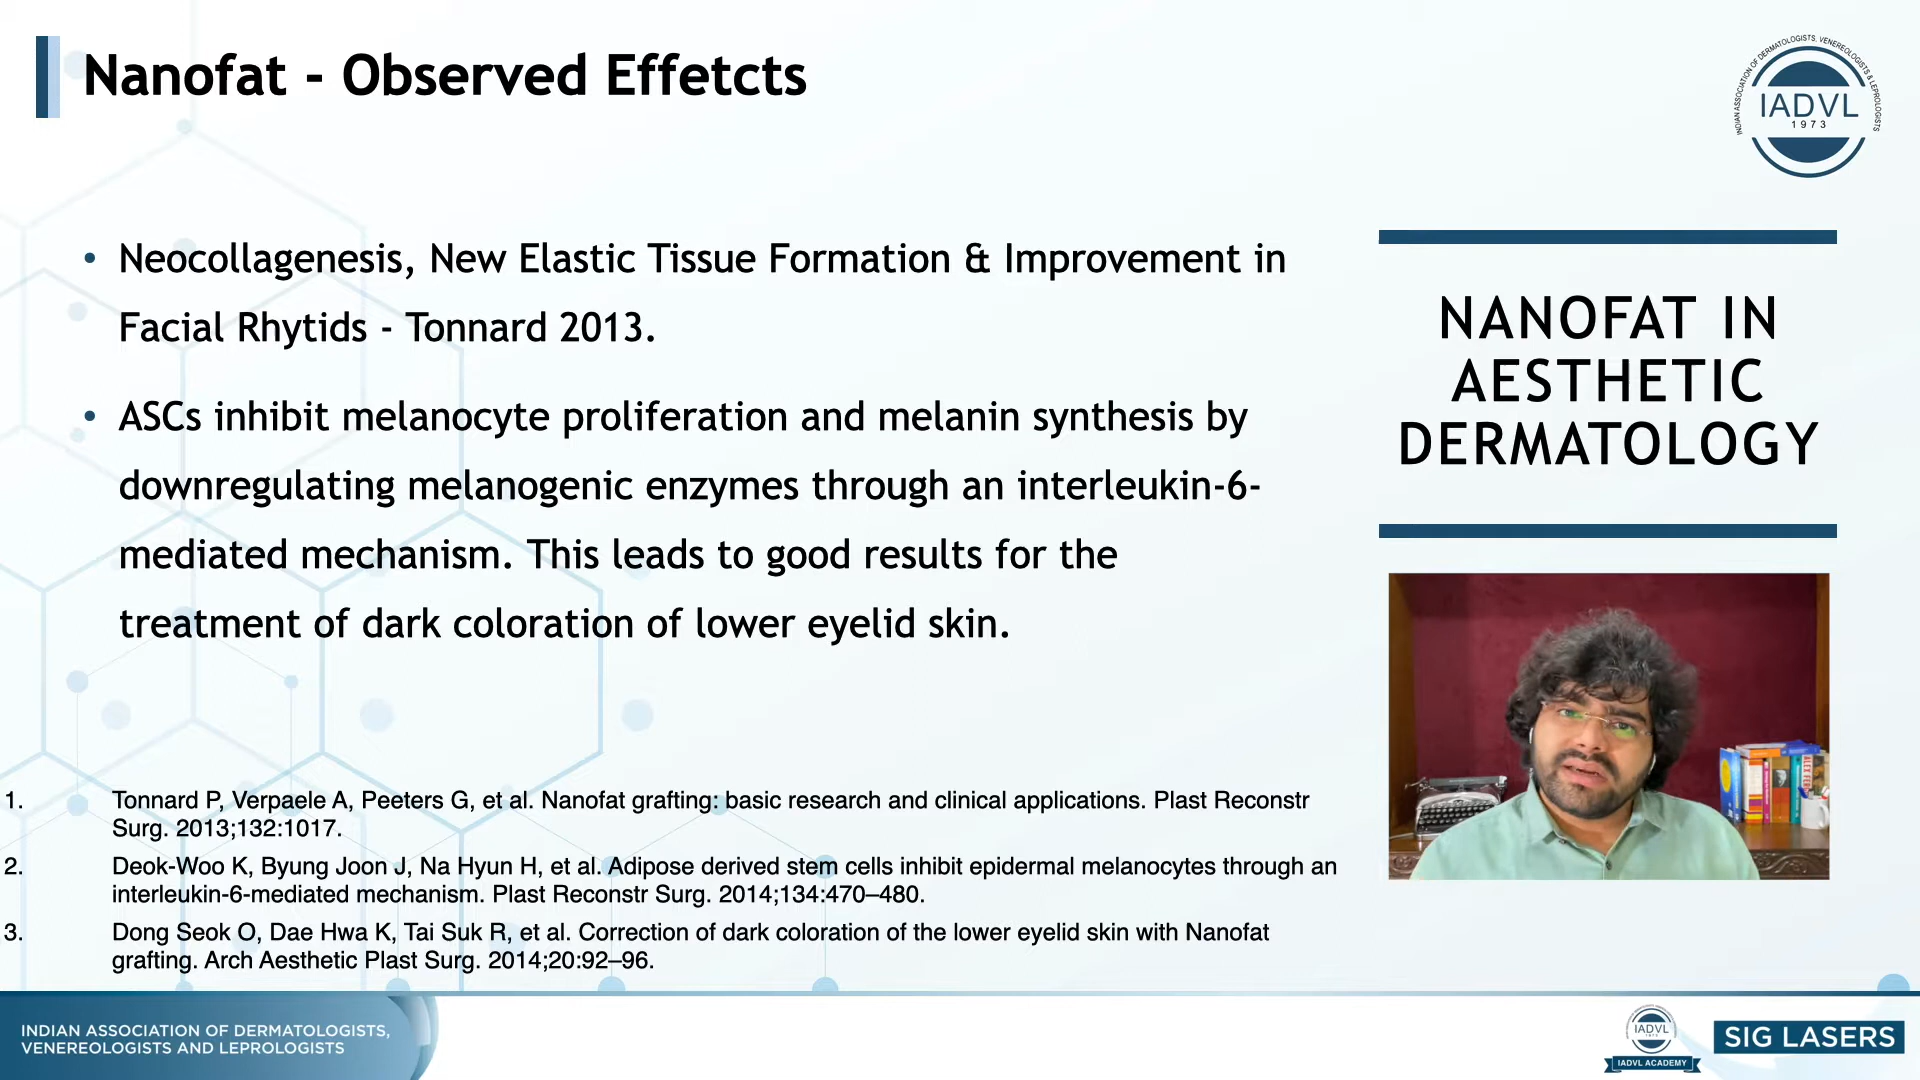 Nanofat - Observed Effetcts
INDIAN ASSOCIATION OF DERMATOLOGISTS, VENEREOLOGISTS & LEPROLOGISTS
IADVL
1973
• Neocollagenesis, New Elastic Tissue Formation & Improvement in
Facial Rhytids - Tonnard 2013.
• ASCs inhibit melanocyte proliferation and melanin synthesis by
downregulating melanogenic enzymes through an interleukin-6-
mediated mechanism. This leads to good results for the
treatment of dark coloration of lower eyelid skin.
NANOFAT IN
AESTHETIC
DERMATOLOGY
1. Tonnard P, Verpaele A, Peeters G, et al. Nanofat grafting: basic research and clinical applications. Plast Reconstr
Surg. 2013;132:1017.
2. Deok-Woo K, Byung Joon J, Na Hyun H, et al. Adipose derived stem cells inhibit epidermal melanocytes through an
interleukin-6-mediated mechanism. Plast Reconstr Surg. 2014;134:470–480.
3. Dong Seok O, Dae Hwa K, Tai Suk R, et al. Correction of dark coloration of the lower eyelid skin with Nanofat
grafting. Arch Aesthetic Plast Surg. 2014;20:92–96.
INDIAN ASSOCIATION OF DERMATOLOGISTS,
VENEREOLOGISTS AND LEPROLOGISTS
IADVL
IADVL ACADEMY
SIG LASERS